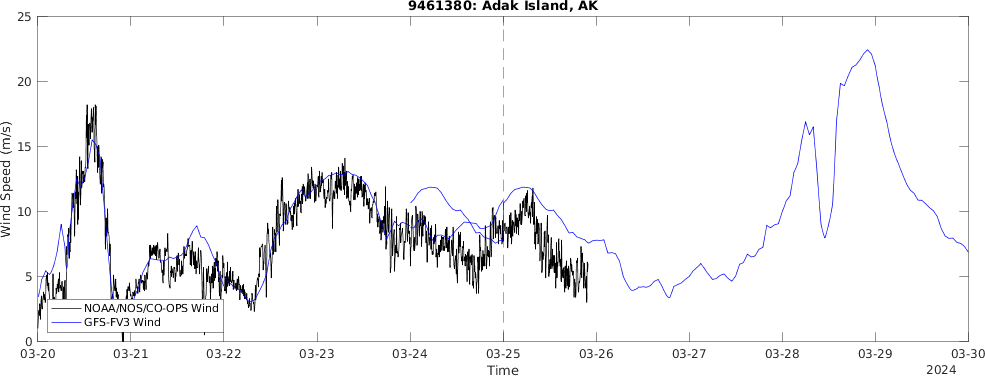 9461380: Adak Island, AK
Wind Speed (m/s)
25
20
15
10
5
0
NOAA/NOS/CO-OPS Wind
GFS-FV3 Wind
03-20 03-21 03-22 03-23 03-24 03-25 03-26 03-27 03-28 03-29 03-30
Time
2024